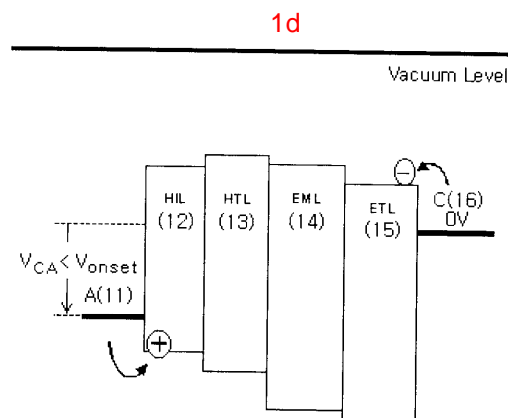 1d
Vacuum Level
HIL
(12)
HTL
(13)
EML
(14)
ETL
(15)
−
C(16)
0V
V_CA < V_onset
A(11)
+